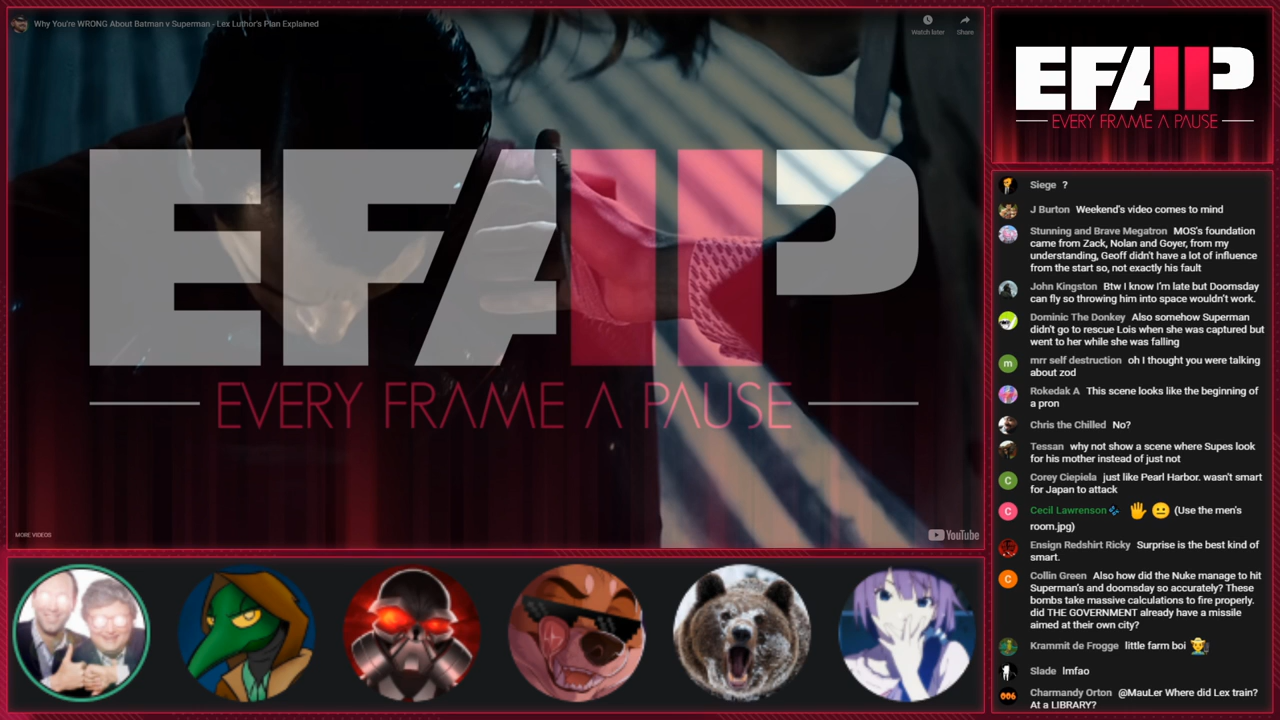 Why You're WRONG About Batman v Superman - Lex Luthor's Plan Explained
Watch later
Share
EFAP
EVERY FRAME A PAUSE
MORE VIDEOS
YouTube
EFAP
EVERY FRAME A PAUSE
Siege ?
J Burton Weekend's video comes to mind
Stunning and Brave Megatron MOS's foundation
came from Zack, Nolan and Goyer, from my
understanding, Geoff didn't have a lot of influence
from the start so, not exactly his fault
John Kingston Btw I know I'm late but Doomsday
can fly so throwing him into space wouldn't work.
Dominic The Donkey Also somehow Superman
didn't go to rescue Lois when she was captured but
went to her while she was falling
m
mrr self destruction oh I thought you were talking
about zod
Rokedak A This scene looks like the beginning of
a pron
Chris the Chilled No?
Tessan why not show a scene where Supes look
for his mother instead of just not
C
Corey Ciepiela just like Pearl Harbor. wasn't smart
for Japan to attack
C
Cecil Lawrenson 🖐😐 (Use the men's
room.jpg)
Ensign Redshirt Ricky Surprise is the best kind of
smart.
C
Collin Green Also how did the Nuke manage to hit
Superman's and doomsday so accurately? These
bombs take massive calculations to fire properly.
did THE GOVERNMENT already have a missile
aimed at their own city?
Krammit de Frogge little farm boi 👨‍🌾
Slade lmfao
Charmandy Orton @MauLer Where did Lex train?
At a LIBRARY?